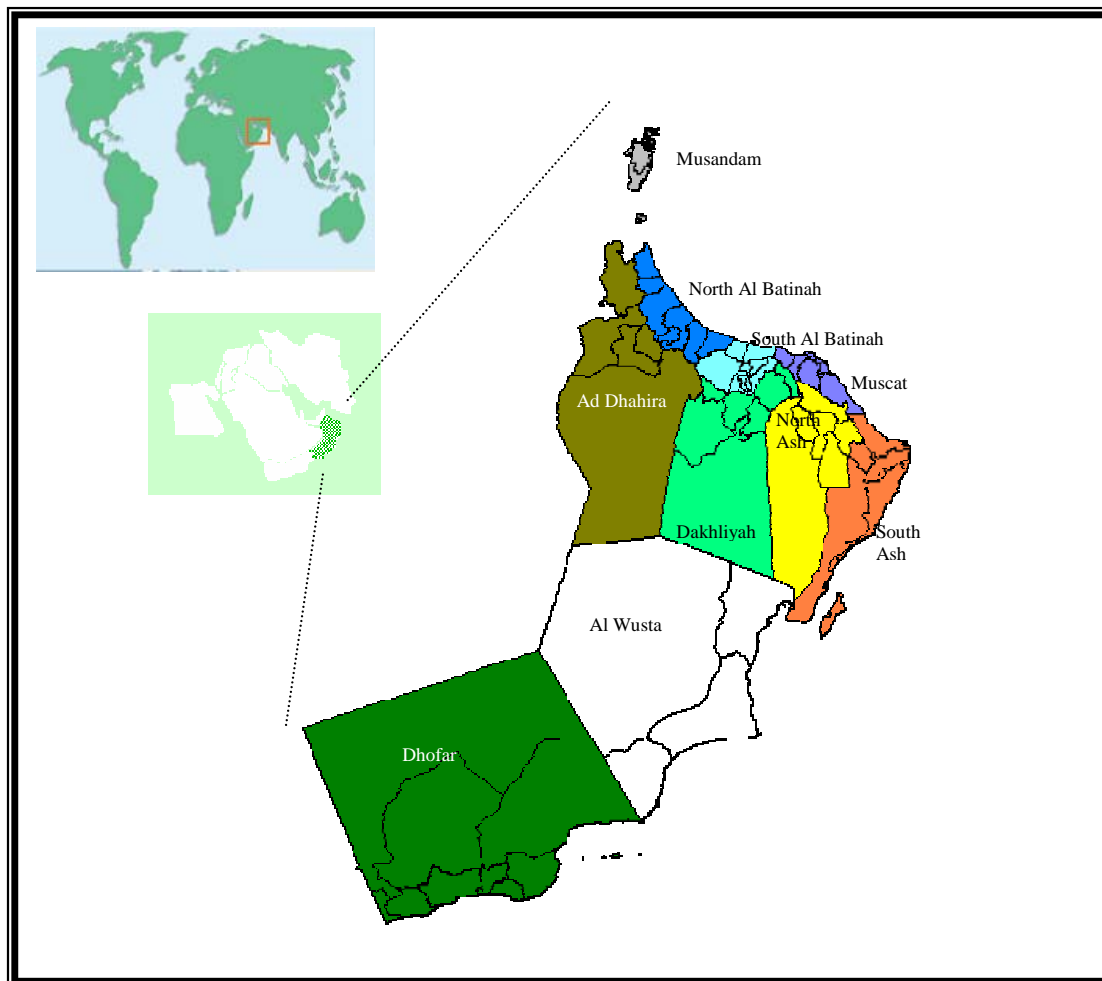 Musandam
North Al Batinah
South Al Batinah
Muscat
Ad Dhahira
North
Ash
Dakhliyah
South
Ash
Al Wusta
Dhofar